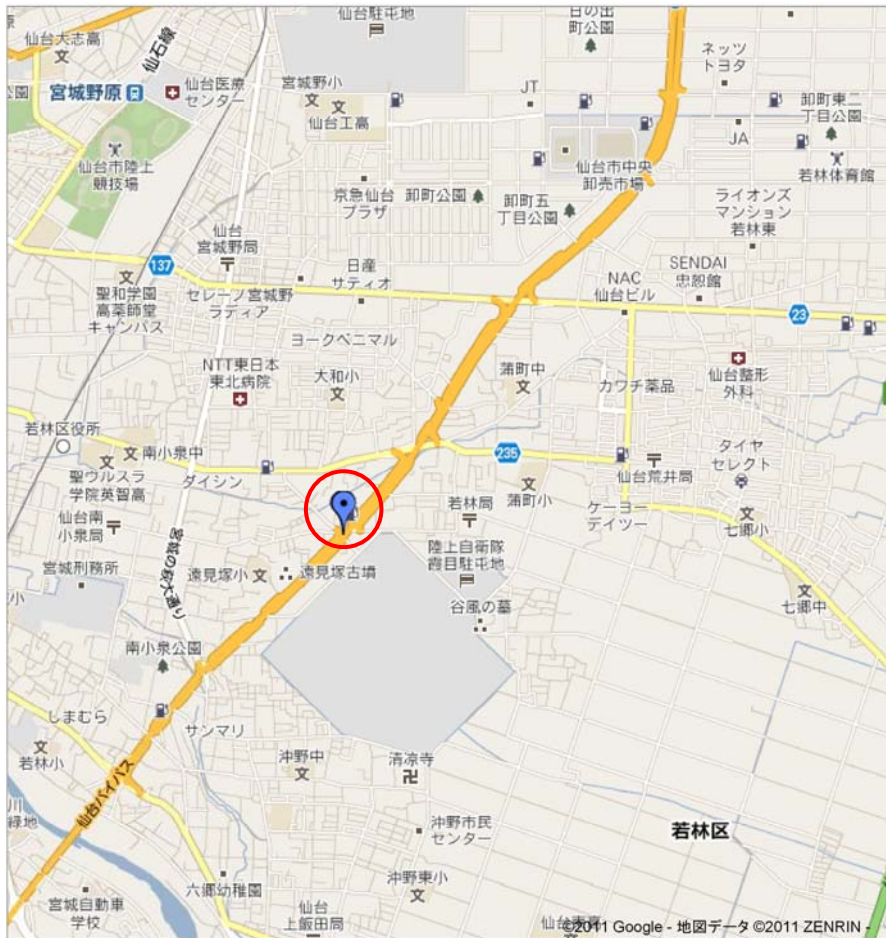 仙台駐屯地
日の出
町公園
仙台大志高
仙石線
ネッツ
トヨタ
宮城野原
仙台医療
センター
宮城野小
仙台工高
JT
卸町東二
丁目公園
公園
JA
仙台市陸上
競技場
仙台市中央
卸売市場
若林体育館
京急仙台
プラザ
卸町公園
卸町五
丁目公園
ライオンズ
マンション
若林東
仙台
宮城野局
137
日産
サティオ
NAC
仙台ビル
SENDAI
忠恕館
聖和学園
高薬師堂
キャンパス
セレーノ宮城野
ラディア
23
ヨークベニマル
NTT東日本
東北病院
大和小
蒲町中
カワチ薬品
仙台整形
外科
若林区役所
南小泉中
235
タイヤ
セレクト
聖ウルスラ
学院英智高
ダイシン
仙台荒井局
蒲町小
仙台南
小泉局
若林局
ケーヨー
デイツー
七郷小
宮城刑務所
宮城の萩大通り
遠見塚小
遠見塚古墳
陸上自衛隊
霞目駐屯地
小
谷風の墓
七郷中
南小泉公園
しまむら
サンマリ
若林小
仙台バイパス
沖野中
清凉寺
川
緑地
沖野市民
センター
若林区
六郷幼稚園
沖野東小
宮城自動車
学校
仙台
上飯田局
©2011 Google - 地図データ ©2011 ZENRIN -